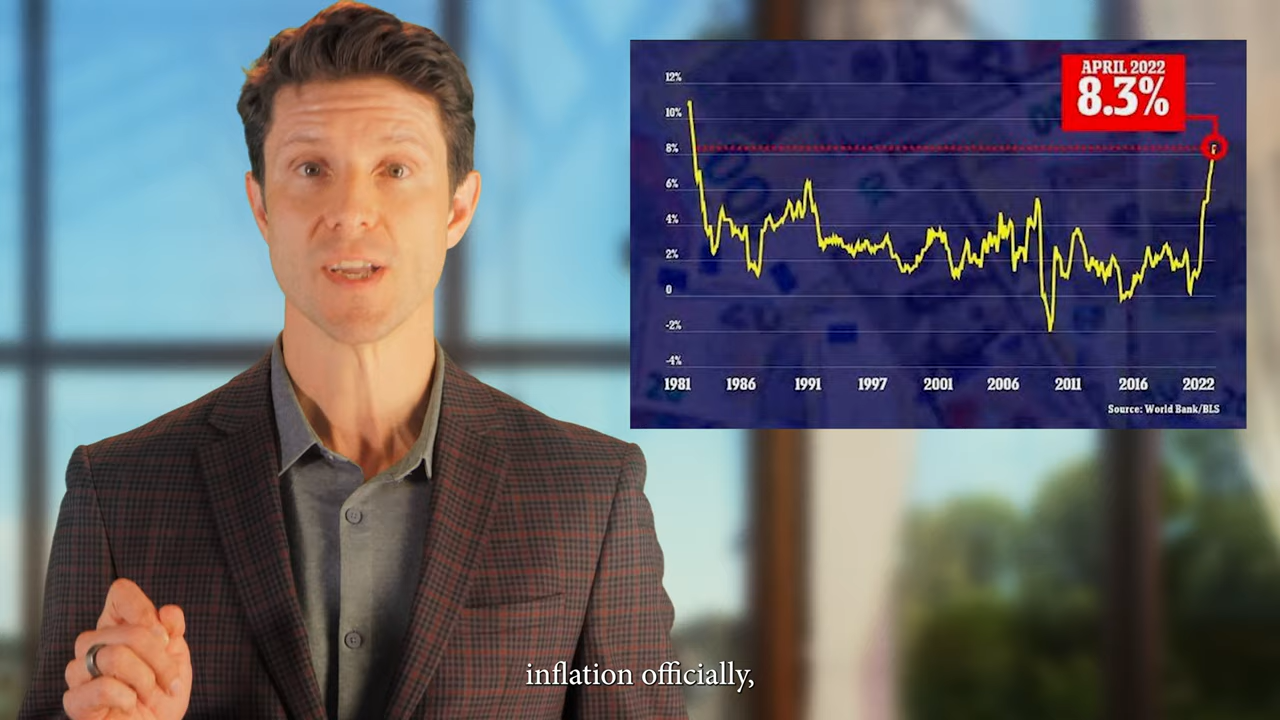 APRIL 2022
8.3%
12%
10%
8%
6%
4%
2%
0
-2%
-4%
1981 1986 1991 1997 2001 2006 2011 2016 2022
Source: World Bank/BLS
inflation officially,